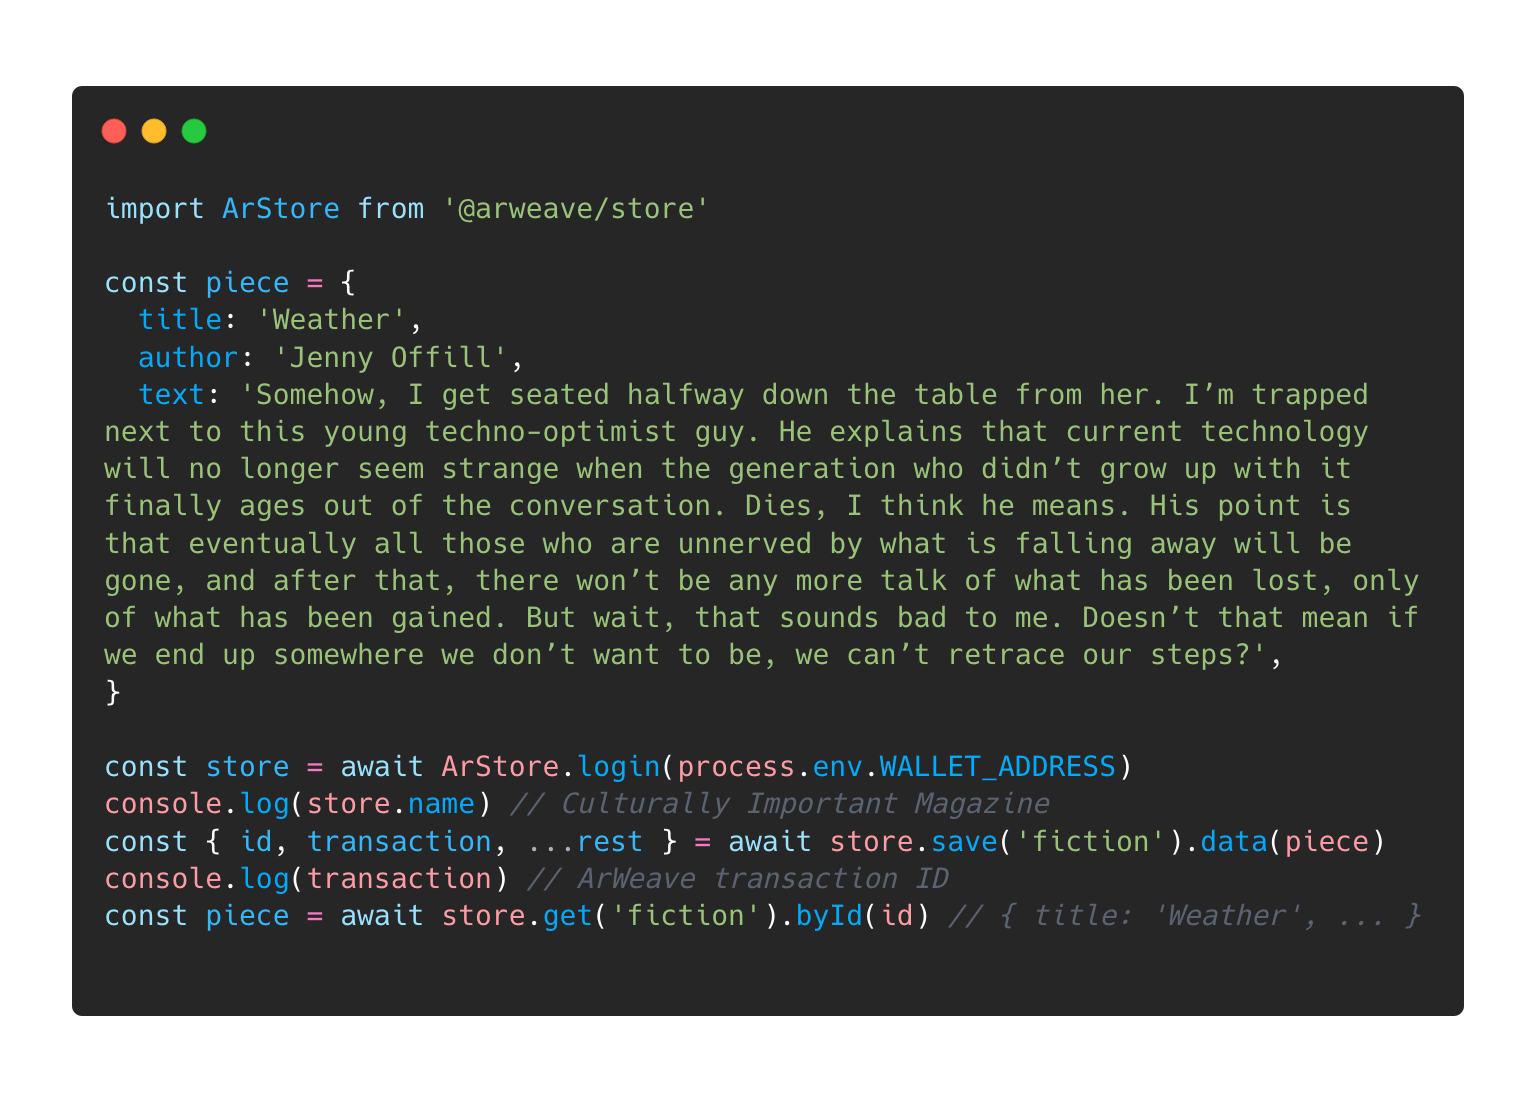 import ArStore from '@arweave/store'
const piece = {
  title: 'Weather',
  author: 'Jenny Offill',
  text: 'Somehow, I get seated halfway down the table from her. I’m trapped
next to this young techno-optimist guy. He explains that current technology
will no longer seem strange when the generation who didn’t grow up with it
finally ages out of the conversation. Dies, I think he means. His point is
that eventually all those who are unnerved by what is falling away will be
gone, and after that, there won’t be any more talk of what has been lost, only
of what has been gained. But wait, that sounds bad to me. Doesn’t that mean if
we end up somewhere we don’t want to be, we can’t retrace our steps?',
}
const store = await ArStore.login(process.env.WALLET_ADDRESS)
console.log(store.name) // Culturally Important Magazine
const { id, transaction, ...rest } = await store.save('fiction').data(piece)
console.log(transaction) // ArWeave transaction ID
const piece = await store.get('fiction').byId(id) // { title: 'Weather', ... }